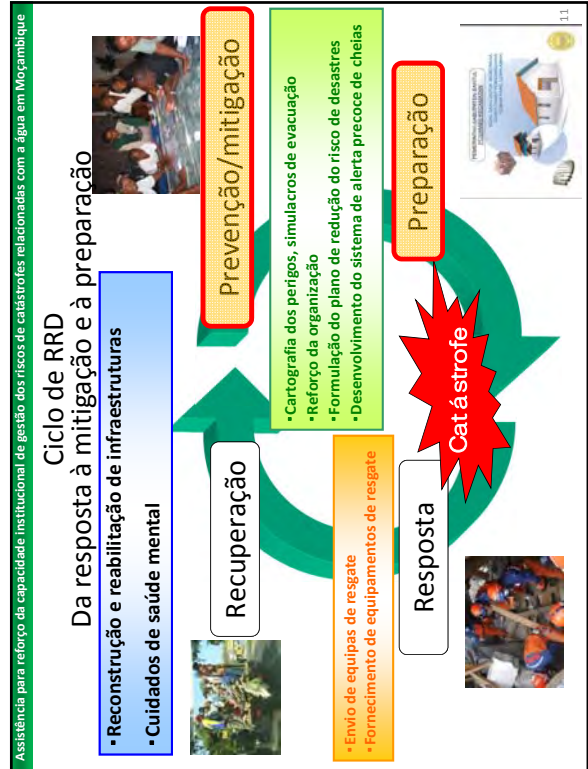 Assistência para reforço da capacidade institucional de gestão dos riscos de catástrofes relacionadas com a água em Moçambique
Ciclo de RRD
Da resposta à mitigação e à preparação
▪Reconstrução e reabilitação de infraestruturas
▪Cuidados de saúde mental
Recuperação
Prevenção/mitigação
▪Cartografia dos perigos, simulacros de evacuação
▪Reforço da organização
▪Formulação do plano de redução do risco de desastres
▪Desenvolvimento do sistema de alerta precoce de cheias
▪Envio de equipas de resgate
▪Fornecimento de equipamentos de resgate
Resposta
Catástrofe
Preparação
11